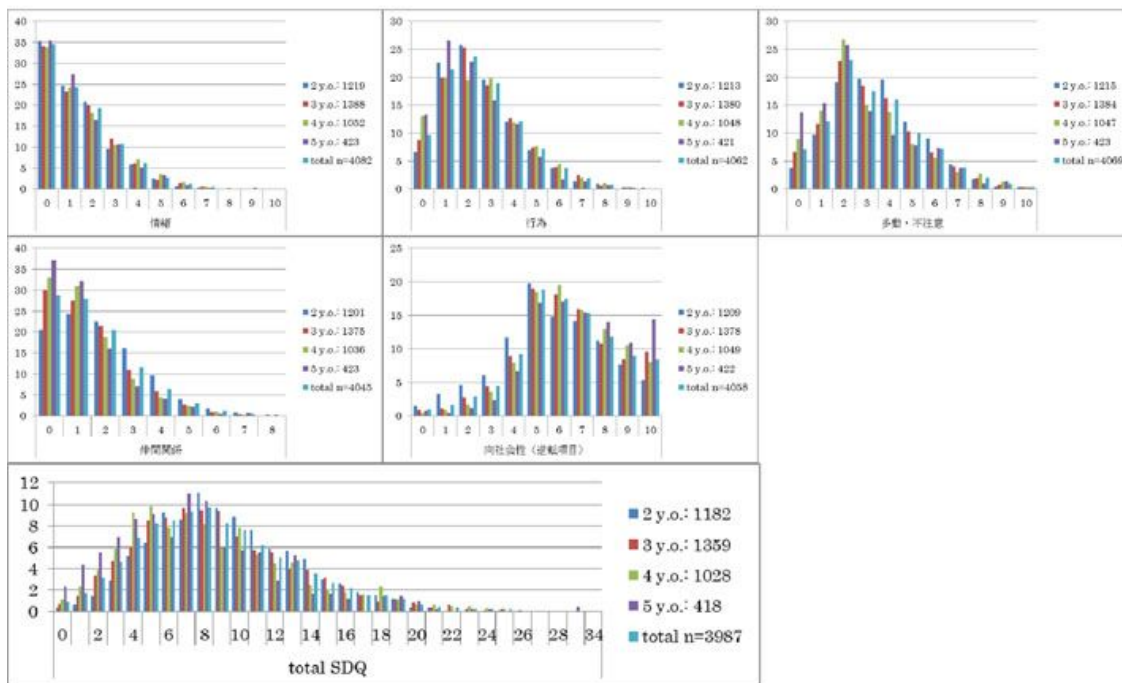 40
35
30
25
20
15
10
5
0
0 1 2 3 4 5 6 7 8 9 10
情緒
2 y.o.: 1219
3 y.o.: 1388
4 y.o.: 1052
5 y.o.: 423
total n=4082
30
25
20
15
10
5
0
0 1 2 3 4 5 6 7 8 9 10
行為
2 y.o.: 1213
3 y.o.: 1380
4 y.o.: 1048
5 y.o.: 421
total n=4062
30
25
20
15
10
5
0
0 1 2 3 4 5 6 7 8 9 10
多動・不注意
2 y.o.: 1215
3 y.o.: 1384
4 y.o.: 1047
5 y.o.: 423
total n=4069
40
35
30
25
20
15
10
5
0
0 1 2 3 4 5 6 7 8
仲間関係
2 y.o.: 1201
3 y.o.: 1375
4 y.o.: 1036
5 y.o.: 423
total n=4045
25
20
15
10
5
0
0 1 2 3 4 5 6 7 8 9 10
向社会性（逆転項目）
2 y.o.: 1209
3 y.o.: 1378
4 y.o.: 1049
5 y.o.: 422
total n=4058
12
10
8
6
4
2
0
0 2 4 6 8 10 12 14 16 18 20 22 24 26 28 34
total SDQ
2 y.o.: 1182
3 y.o.: 1359
4 y.o.: 1028
5 y.o.: 418
total n=3987